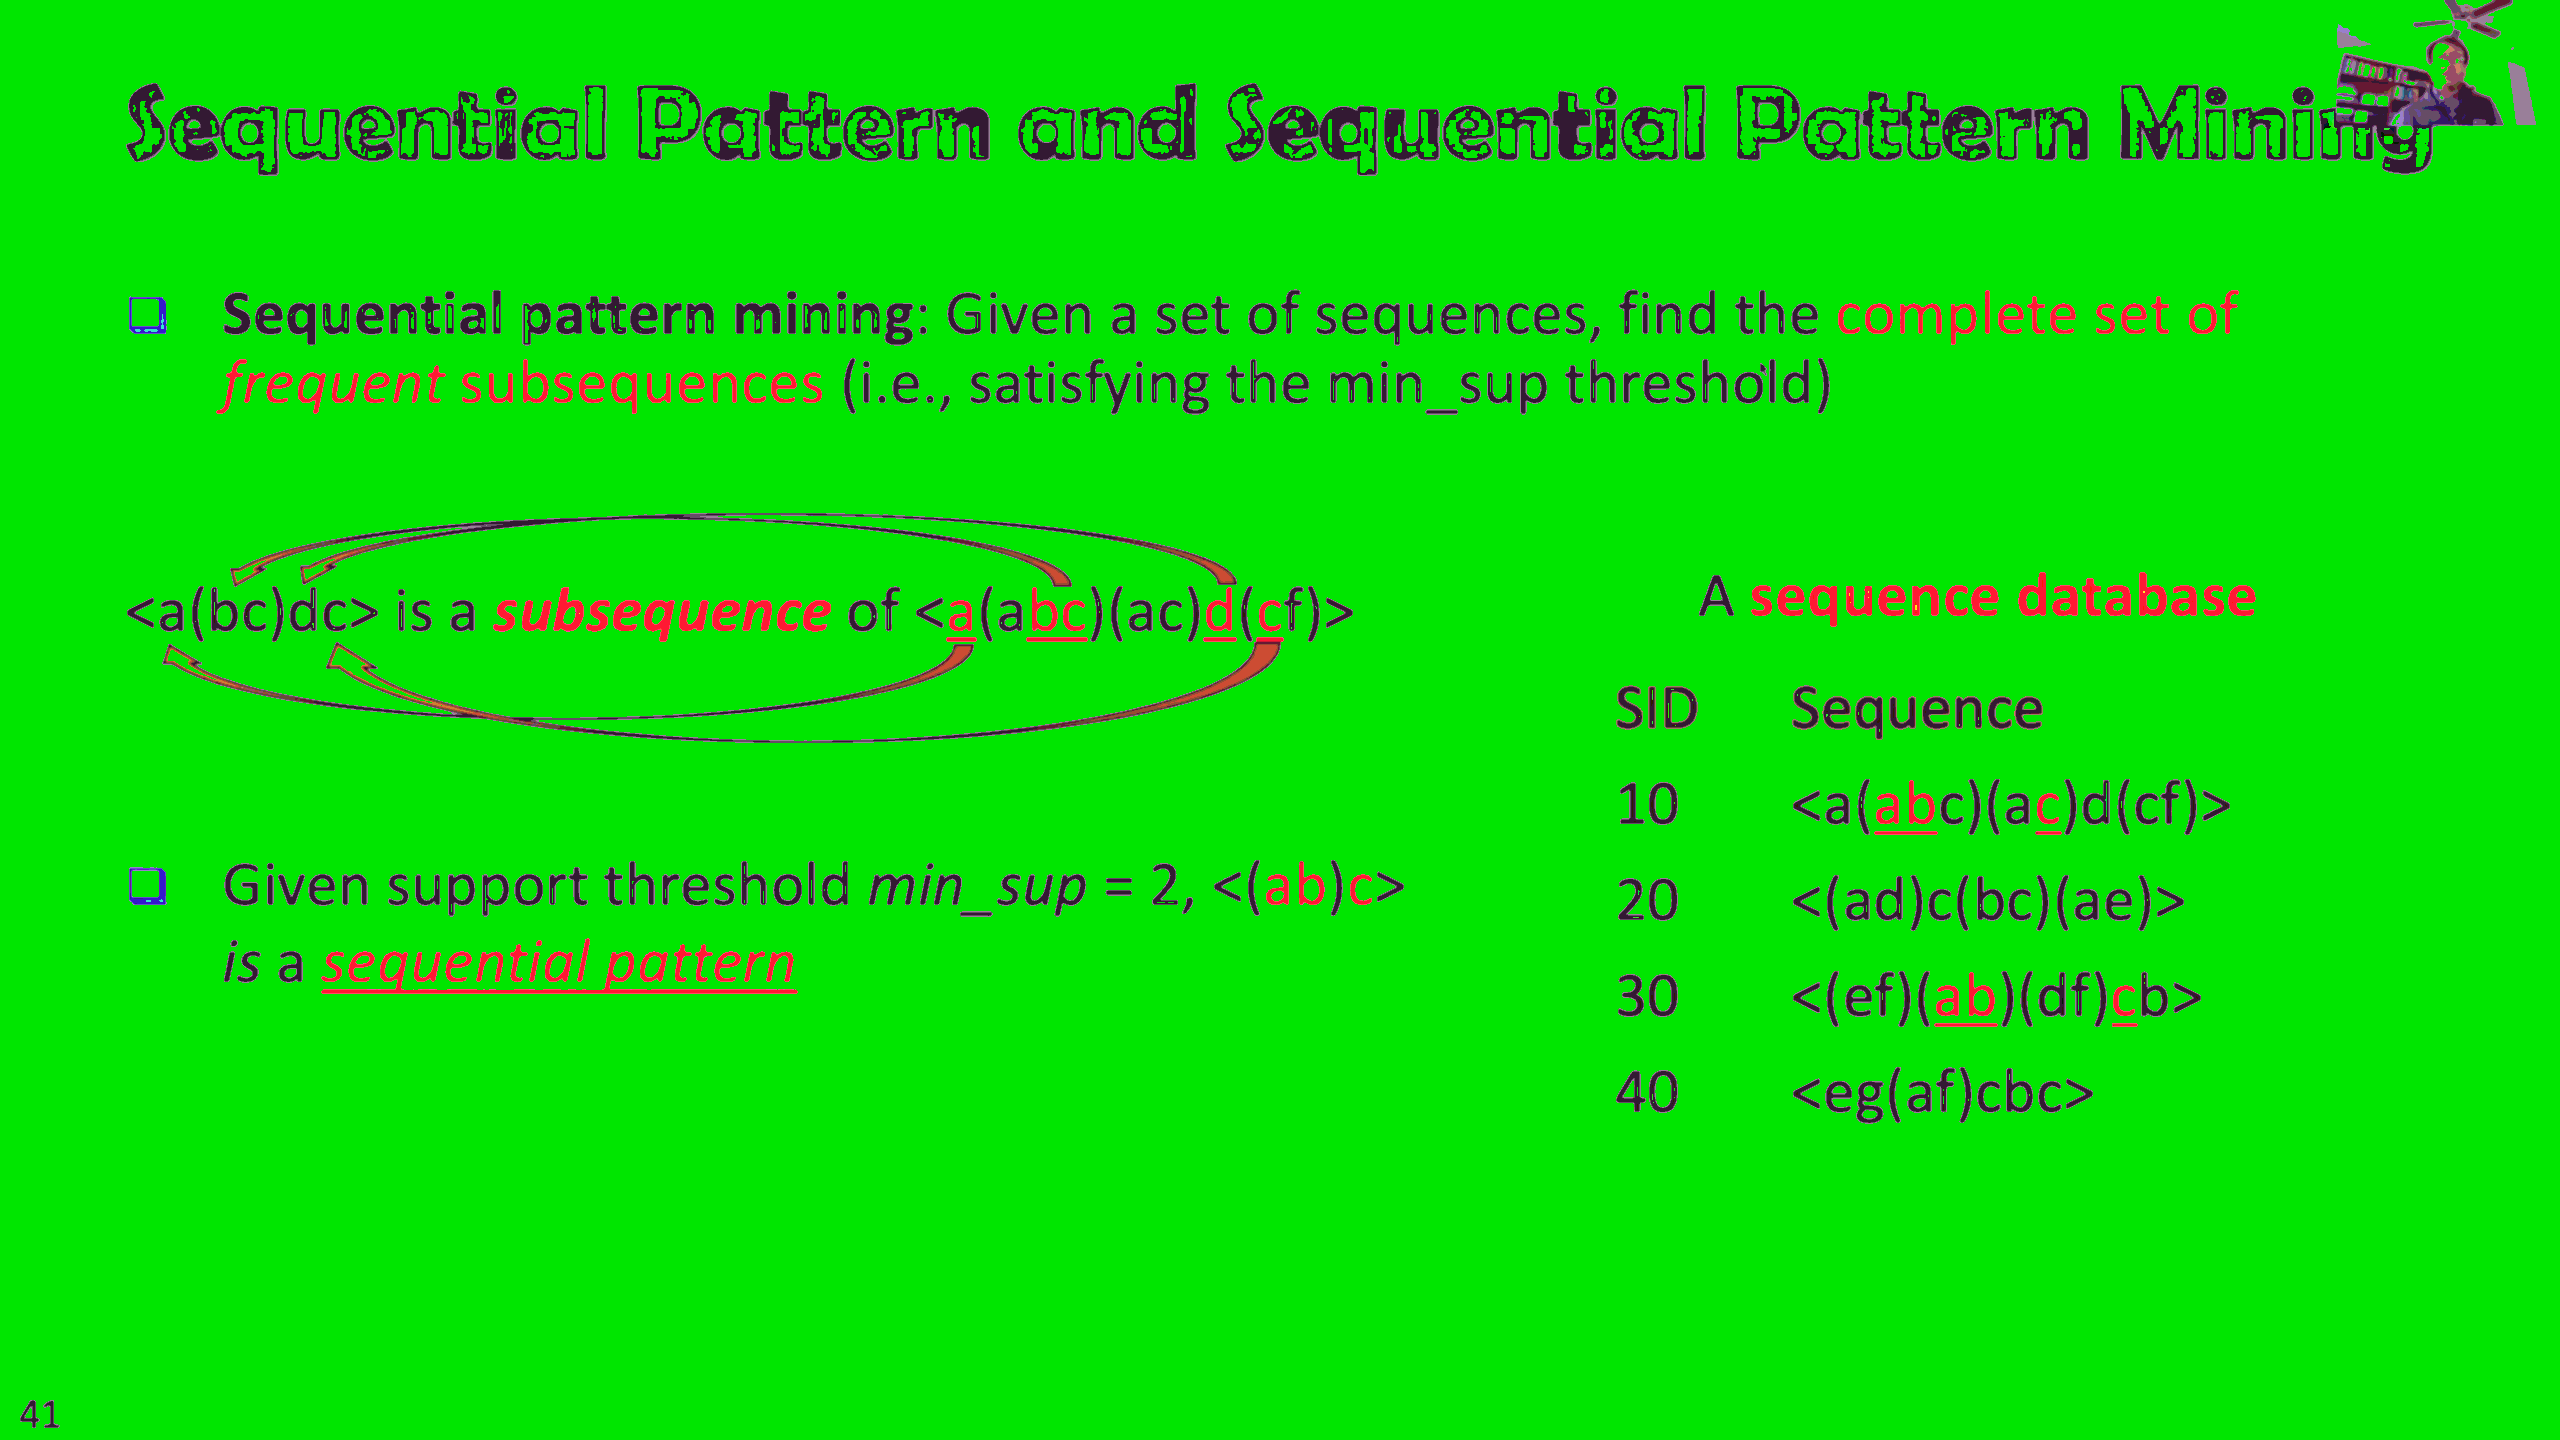 Sequential Pattern and Sequential Pattern Mining
Sequential pattern mining: Given a set of sequences, find the complete set of
frequent subsequences (i.e., satisfying the min_sup threshold)
<a(bc)dc> is a subsequence of <a(abc)(ac)d(cf)>
Given support threshold min_sup = 2, <(ab)c>
is a sequential pattern
A sequence database
SID Sequence
10 <a(abc)(ac)d(cf)>
20 <(ad)c(bc)(ae)>
30 <(ef)(ab)(df)cb>
40 <eg(af)cbc>
41